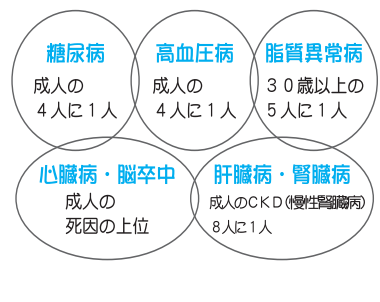 糖尿病
成人の
４人に１人
高血圧病
成人の
４人に１人
脂質異常病
３０歳以上の
５人に１人
心臓病・脳卒中
成人の
死因の上位
肝臓病・腎臓病
成人のＣＫＤ（慢性腎臓病）
８人に１人